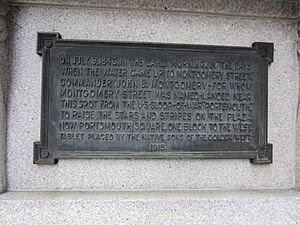 ON JULY 9, 1846, IN THE EARLY MORNING, IN THE DAYS
WHEN THE WATER CAME UP TO MONTGOMERY STREET,
COMMANDER JOHN B. MONTGOMERY - FOR WHOM
MONTGOMERY STREET WAS NAMED - LANDED NEAR
THIS SPOT FROM THE U.S. SLOOP-OF-WAR "PORTSMOUTH"
TO RAISE THE STARS AND STRIPES ON THE PLAZA
NOW PORTSMOUTH SQUARE, ONE BLOCK TO THE WEST.
TABLET PLACED BY THE NATIVE SONS OF THE GOLDEN WEST
1915